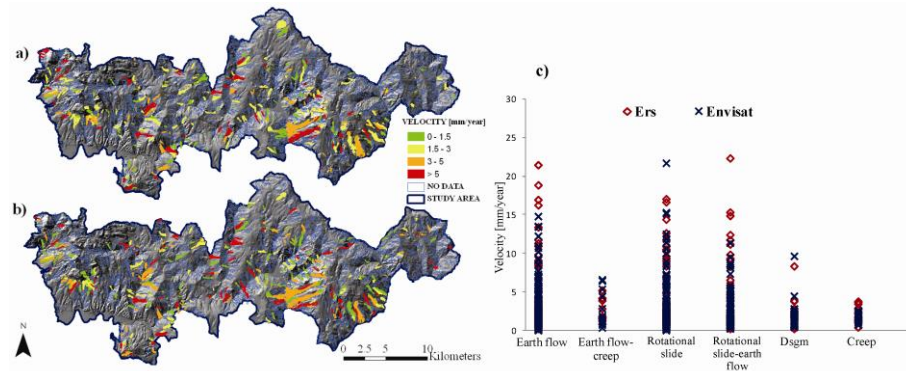 a)
VELOCITY [mm/year]
0 - 1.5
1.5 - 3
3 - 5
> 5
NO DATA
STUDY AREA
b)
N
0 2.5 5 10
Kilometers
c)
Ers Envisat
Velocity [mm/year]
30
25
20
15
10
5
0
Earth flow
Earth flow-
creep
Rotational
slide
Rotational
slide-earth
flow
Dsgm
Creep